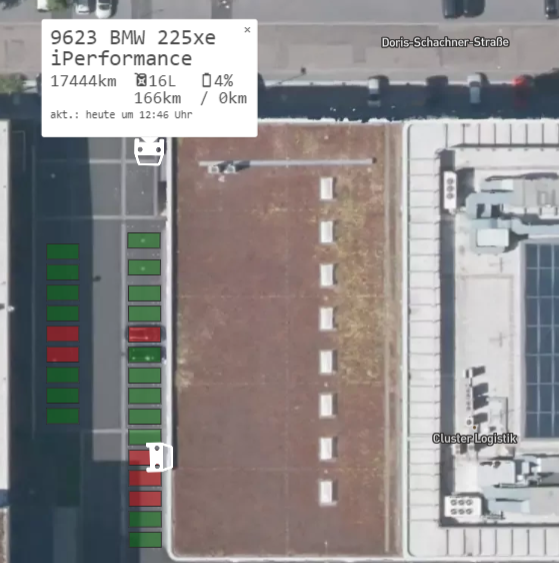 9623 BMW 225xe
iPerformance
×
17444km 16L 4%
166km / 0km
akt.: heute um 12:46 Uhr
Doris-Schachner-Straße
Cluster Logistik